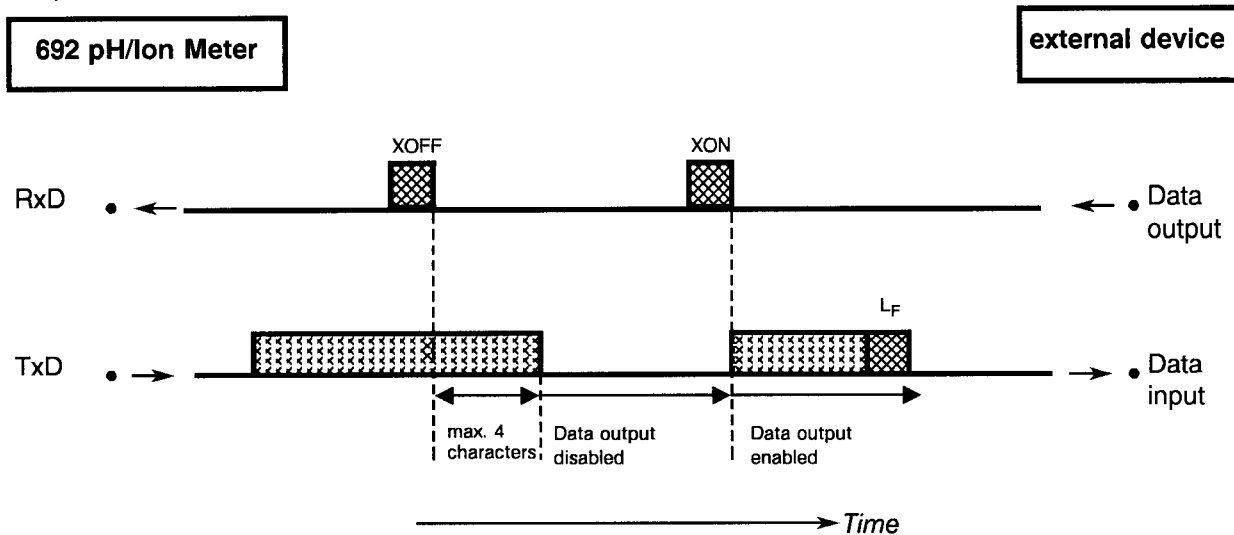 692 pH/Ion Meter
external device
XOFF
XON
RxD
Data
output
LF
TxD
Data
input
max. 4
characters
Data output
disabled
Data output
enabled
Time